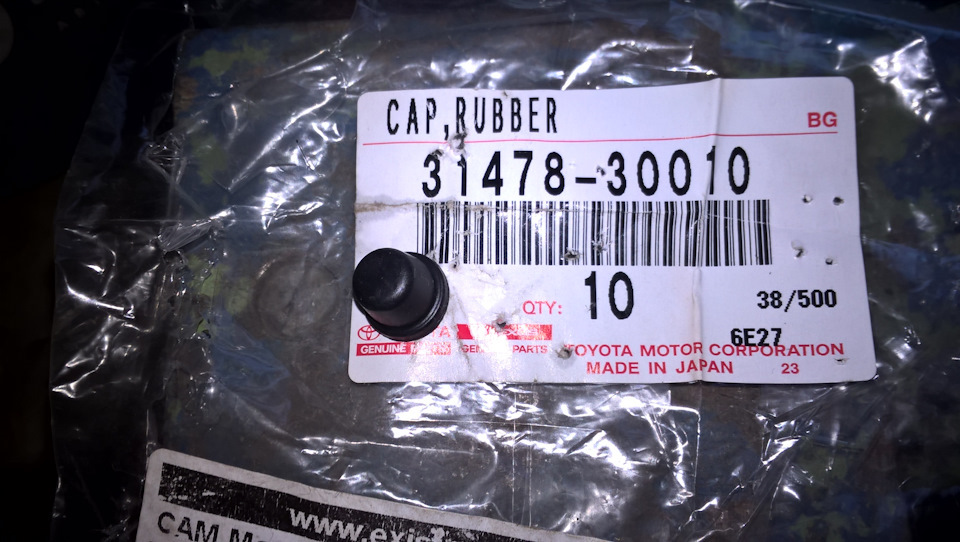 CAP,RUBBER
BG
31478-30010
QTY: 10
38/500
6E27
GENUINE PARTS
TOYOTA MOTOR CORPORATION
MADE IN JAPAN 23
www.exis
CAM M